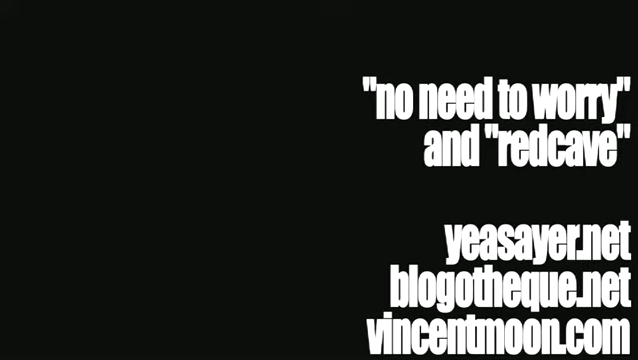 "no need to worry"
and "redcave"
yeasayer.net
blogotheque.net
vincentmoon.com